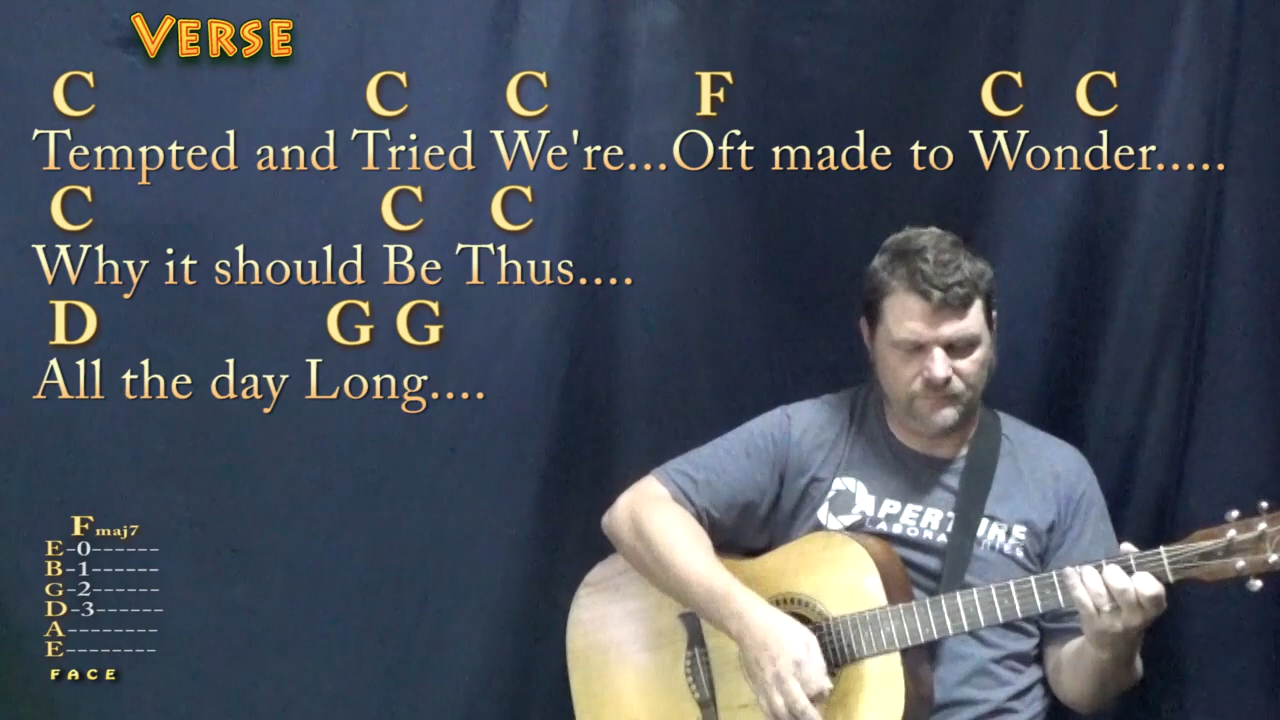 VERSE
C C C F C C
Tempted and Tried We're...Oft made to Wonder.....
C C C
Why it should Be Thus....
D G G
All the day Long....
Fmaj7
E-0------
B-1------
G-2------
D-3------
A--------
E--------
FACE
APERTURE
LABORATORIES